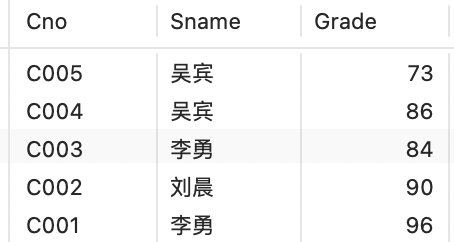 Cno Sname Grade
C005 吴宾 73
C004 吴宾 86
C003 李勇 84
C002 刘晨 90
C001 李勇 96